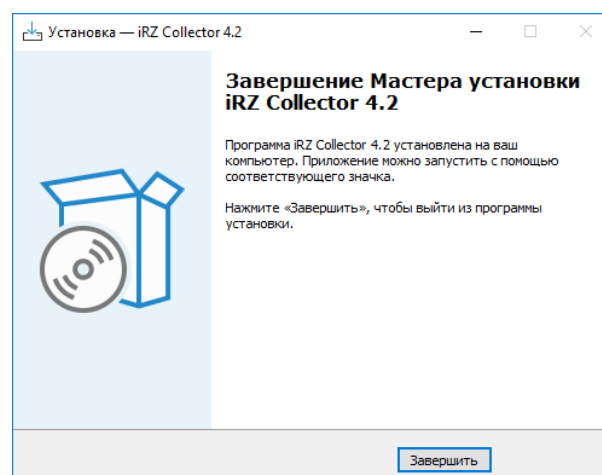 Установка — iRZ Collector 4.2
Завершение Мастера установки
iRZ Collector 4.2
Программа iRZ Collector 4.2 установлена на ваш
компьютер. Приложение можно запустить с помощью
соответствующего значка.
Нажмите «Завершить», чтобы выйти из программы
установки.
Завершить